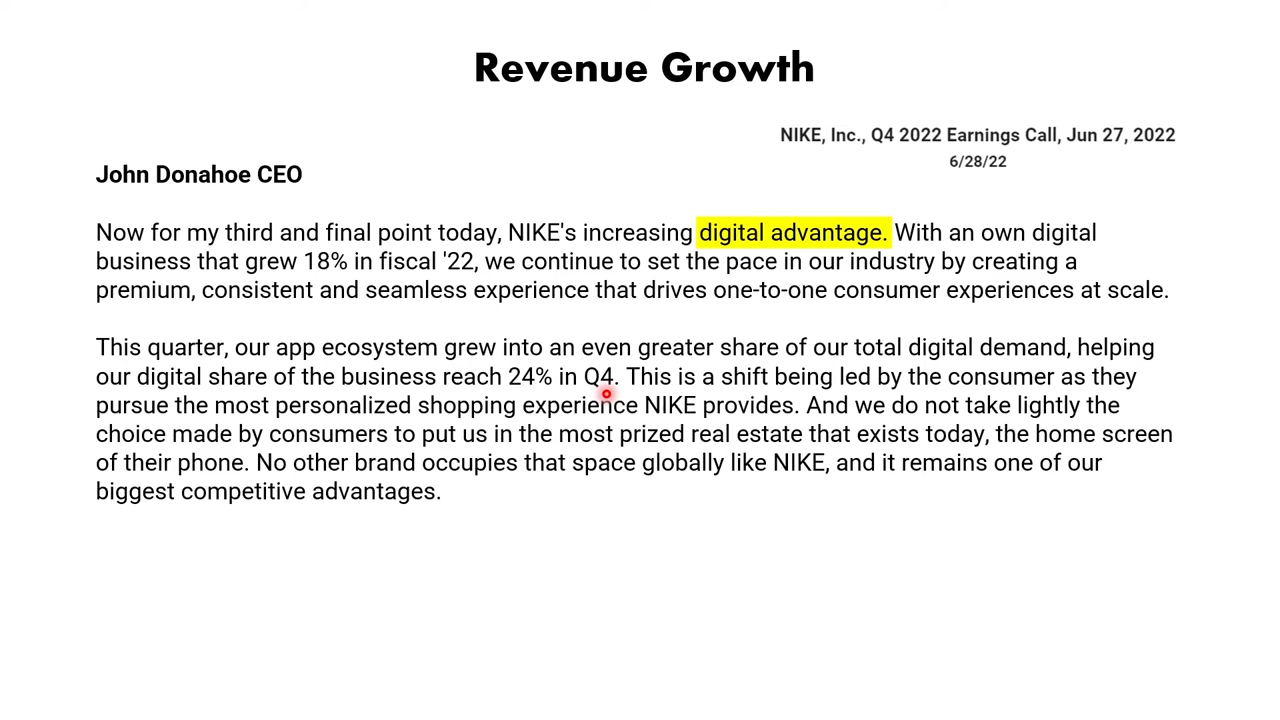 Revenue Growth
NIKE, Inc., Q4 2022 Earnings Call, Jun 27, 2022
6/28/22
John Donahoe CEO
Now for my third and final point today, NIKE's increasing digital advantage. With an own digital
business that grew 18% in fiscal '22, we continue to set the pace in our industry by creating a
premium, consistent and seamless experience that drives one-to-one consumer experiences at scale.
This quarter, our app ecosystem grew into an even greater share of our total digital demand, helping
our digital share of the business reach 24% in Q4. This is a shift being led by the consumer as they
pursue the most personalized shopping experience NIKE provides. And we do not take lightly the
choice made by consumers to put us in the most prized real estate that exists today, the home screen
of their phone. No other brand occupies that space globally like NIKE, and it remains one of our
biggest competitive advantages.